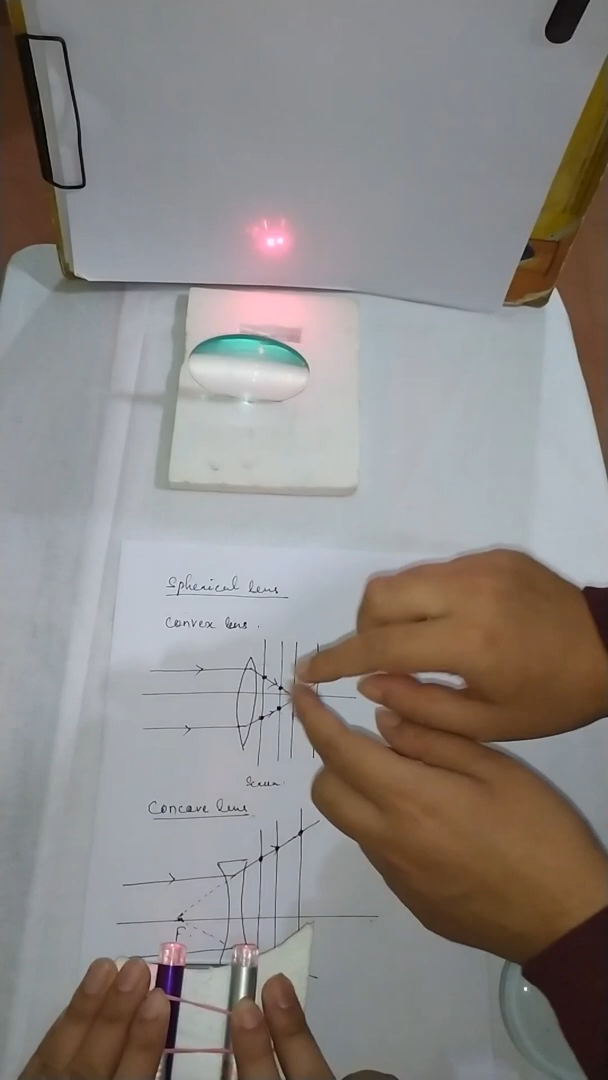 Spherical lens
Convex lens.
Screen.
Concave lens
F